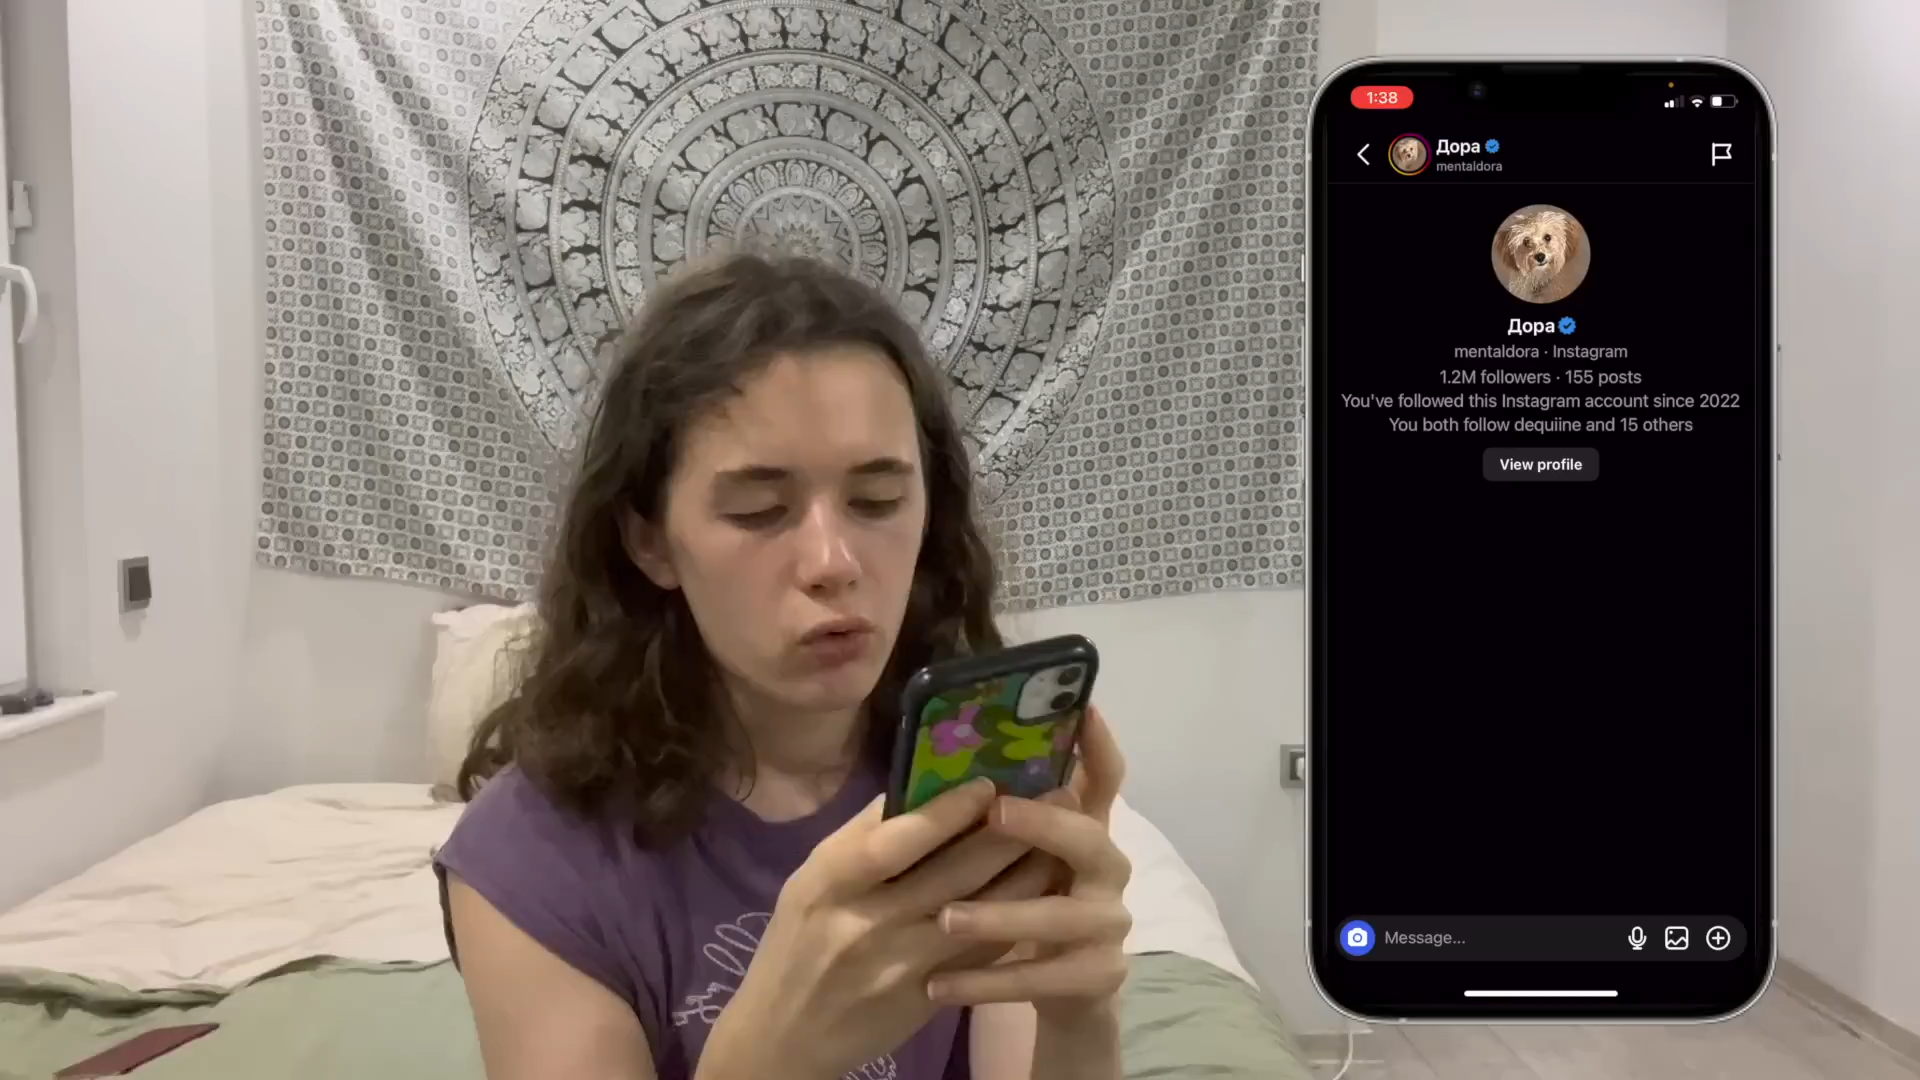 1:38
Дора
mentaldora
Дора
mentaldora · Instagram
1.2M followers · 155 posts
You've followed this Instagram account since 2022
You both follow dequiine and 15 others
View profile
Message...